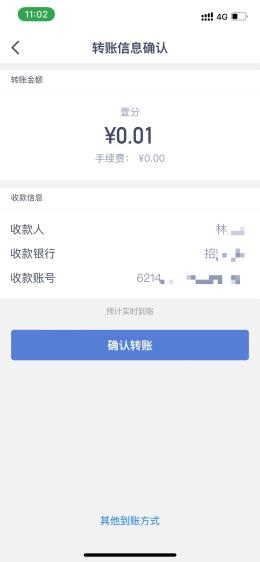 11:02
4G
转账信息确认
转账金额
壹分
¥0.01
手续费： ¥0.00
收款信息
收款人 林
收款银行 招
收款账号 6214
预计实时到账
确认转账
其他到账方式